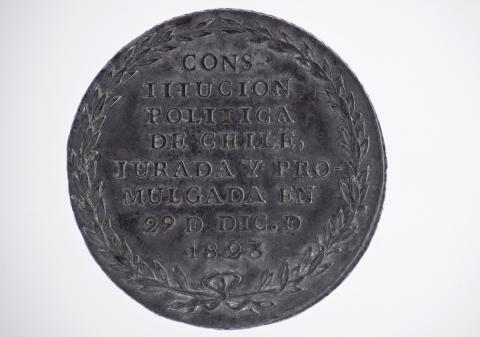 CONS
TITUCION
POLITICA
DE CHILE,
JURADA Y PRO-
MULGADA EN
29 D. DIC. D
1823